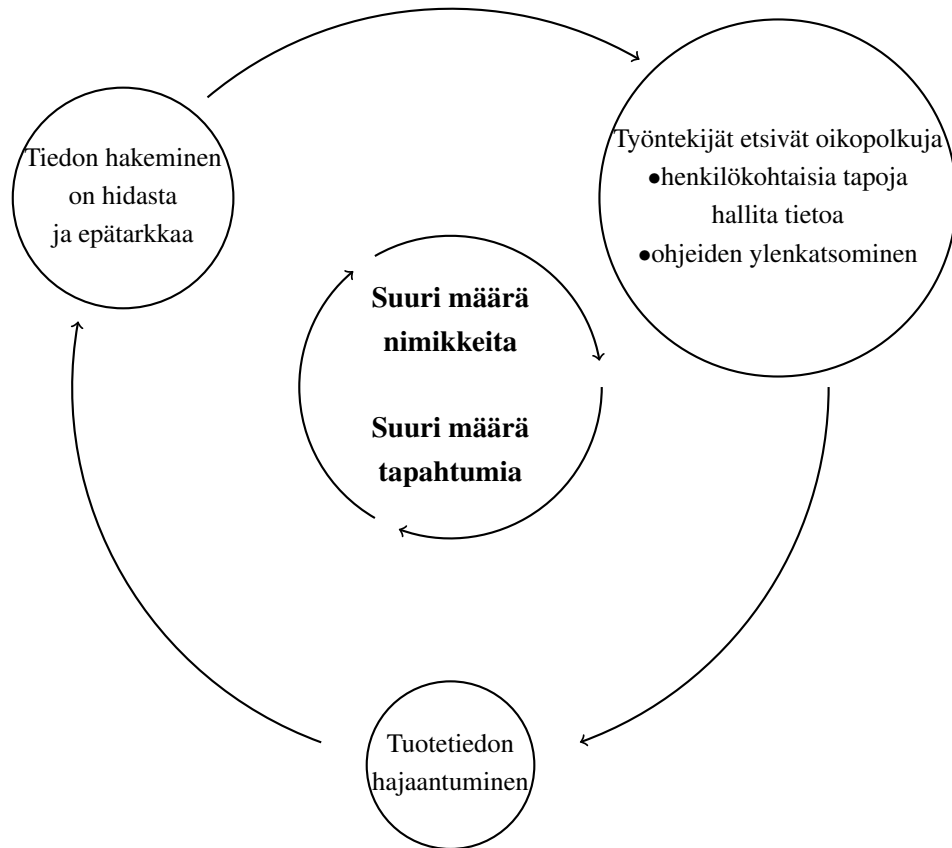 Tiedon hakeminen
on hidasta
ja epätarkkaa
Työntekijät etsivät oikopolkuja
•henkilökohtaisia tapoja
hallita tietoa
•ohjeiden ylenkatsominen
Suuri määrä
nimikkeita
Suuri määrä
tapahtumia
Tuotetiedon
hajaantuminen